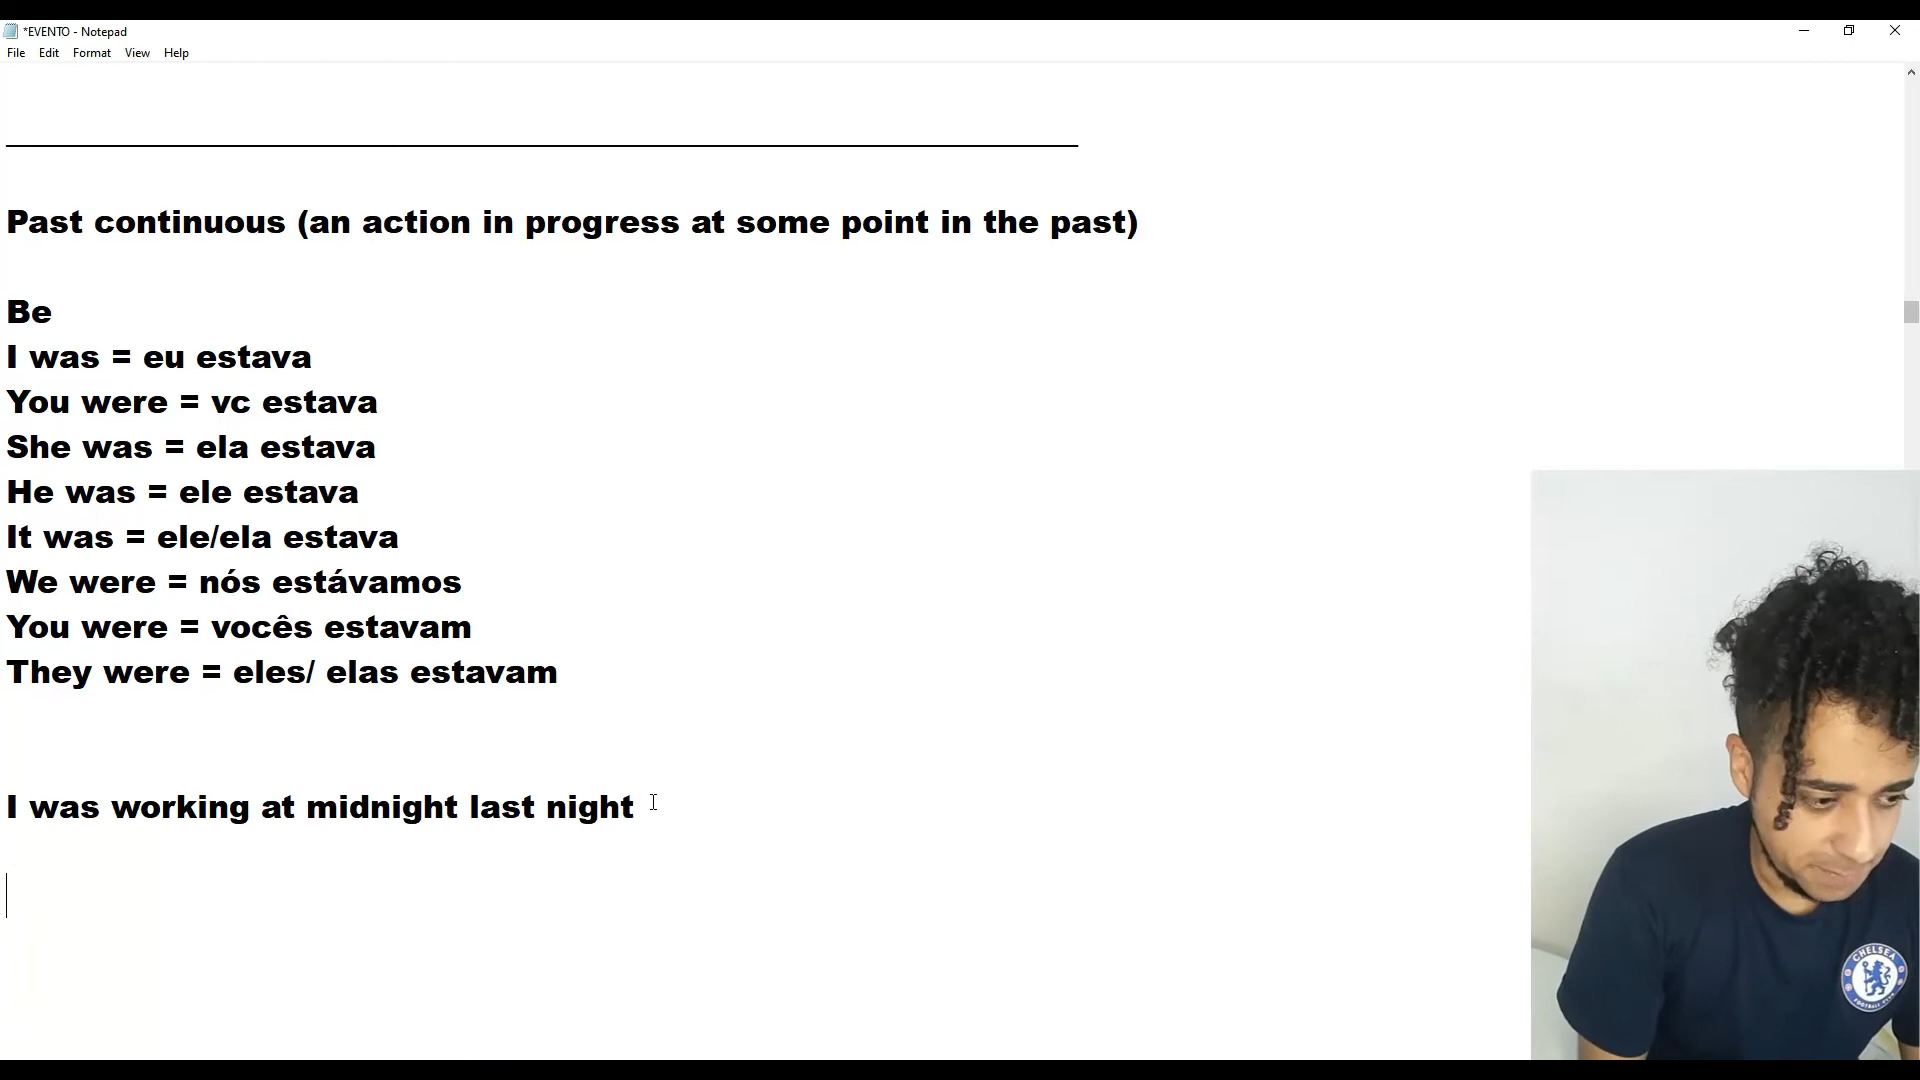 *EVENTO - Notepad
File Edit Format View Help
Past continuous (an action in progress at some point in the past)
Be
I was = eu estava
You were = vc estava
She was = ela estava
He was = ele estava
It was = ele/ela estava
We were = nós estávamos
You were = vocês estavam
They were = eles/ elas estavam
I was working at midnight last night
CHELSEA
FOOTBALL CLUB